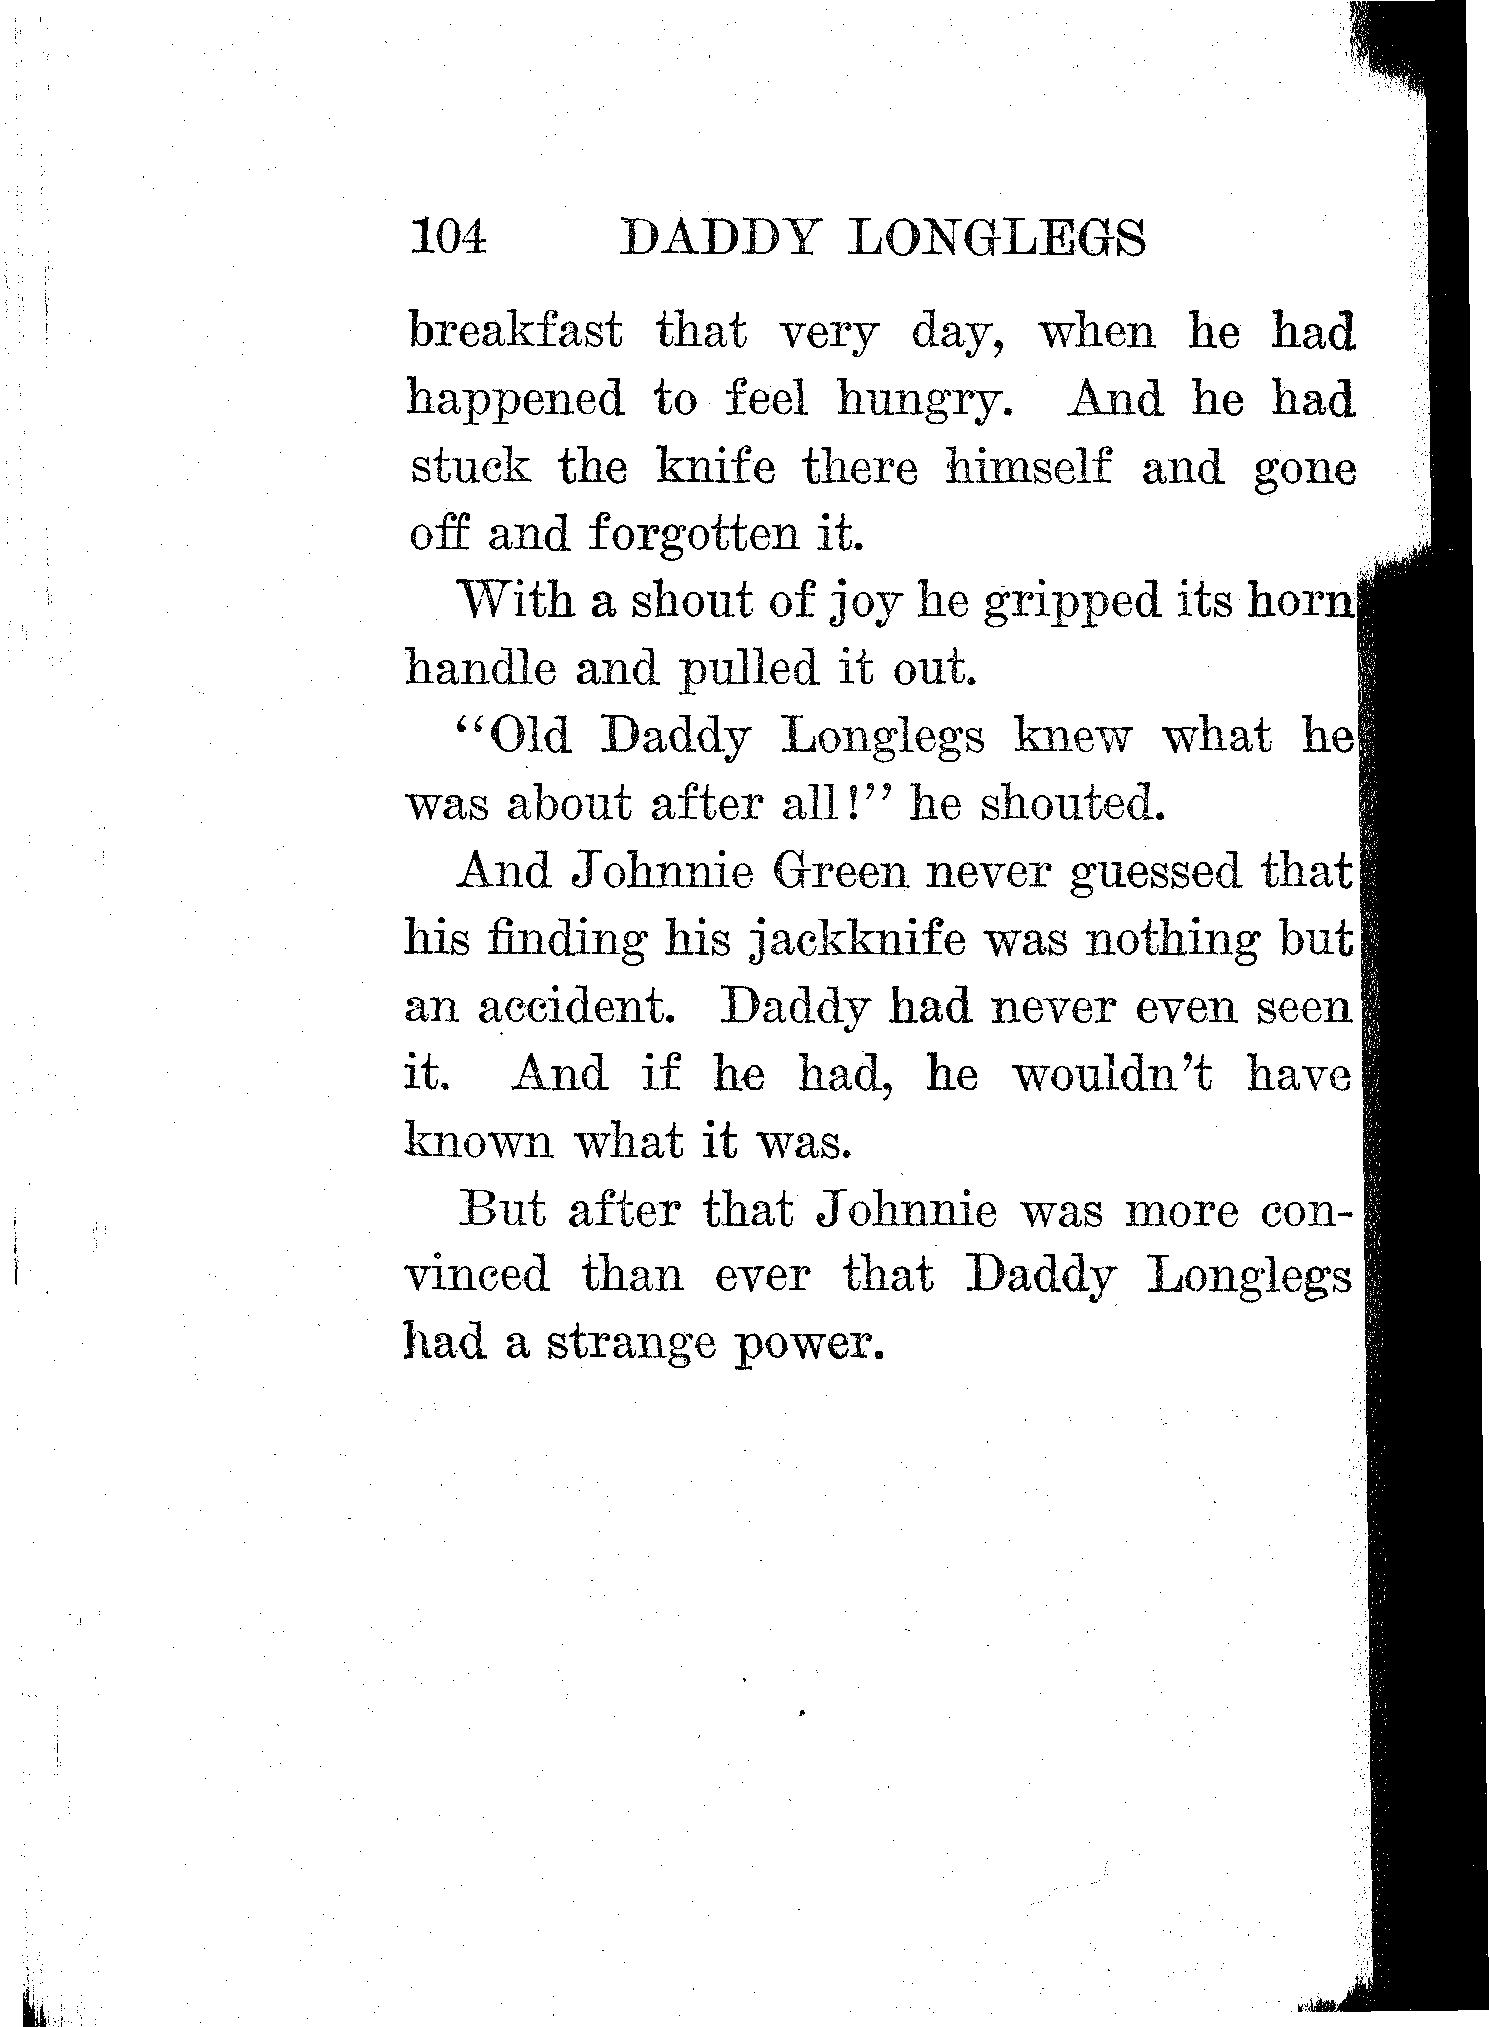 104 DADDY LONGLEGS
breakfast that very day, when he had
happened to feel hungry. And he had
stuck the knife there himself and gone
off and forgotten it.
With a shout of joy he gripped its horn
handle and pulled it out.
“Old Daddy Longlegs knew what he
was about after all!” he shouted.
And Johnnie Green never guessed that
his finding his jackknife was nothing but
an accident. Daddy had never even seen
it. And if he had, he wouldn’t have
known what it was.
But after that Johnnie was more con-
vinced than ever that Daddy Longlegs
had a strange power.